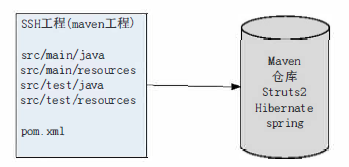 SSH工程(maven工程)
src/main/java
src/main/resources
src/test/java
src/test/resources
pom.xml
Maven
仓库
Struts2
Hibernate
spring